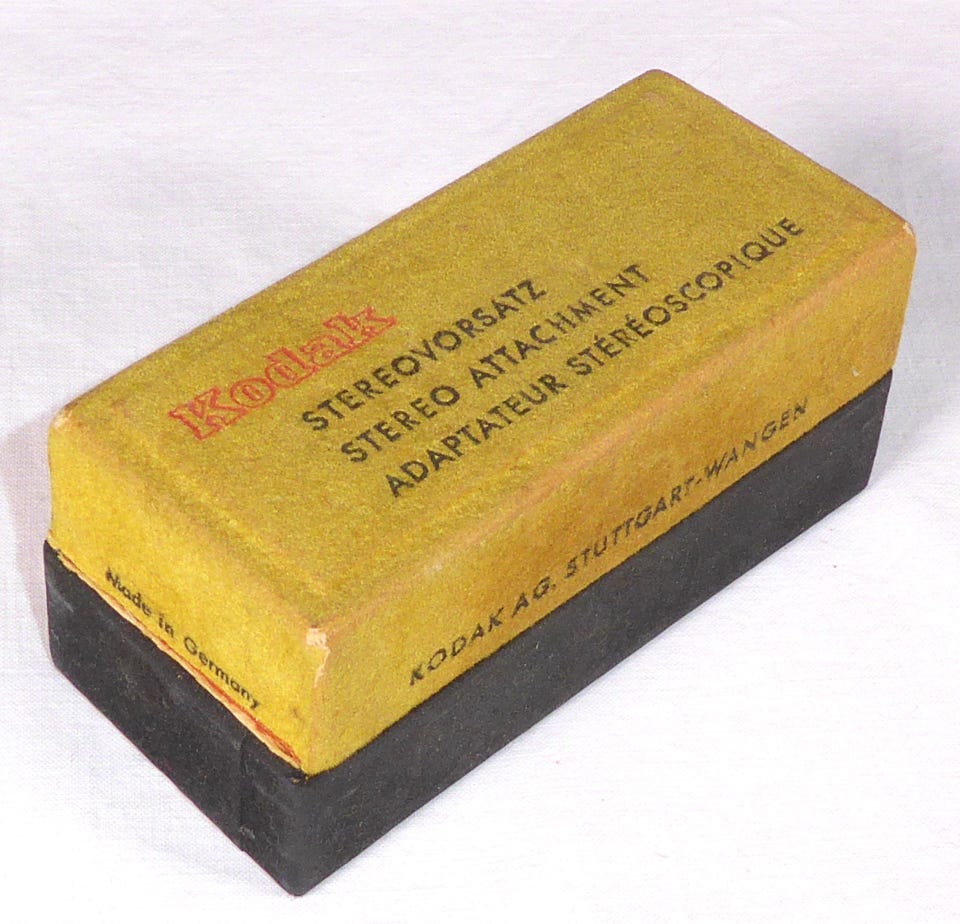 Kodak
STEREOVORSATZ
STEREO ATTACHMENT
ADAPTATEUR STÉRÉOSCOPIQUE
KODAK AG, STUTTGART-WANGEN
Made in Germany